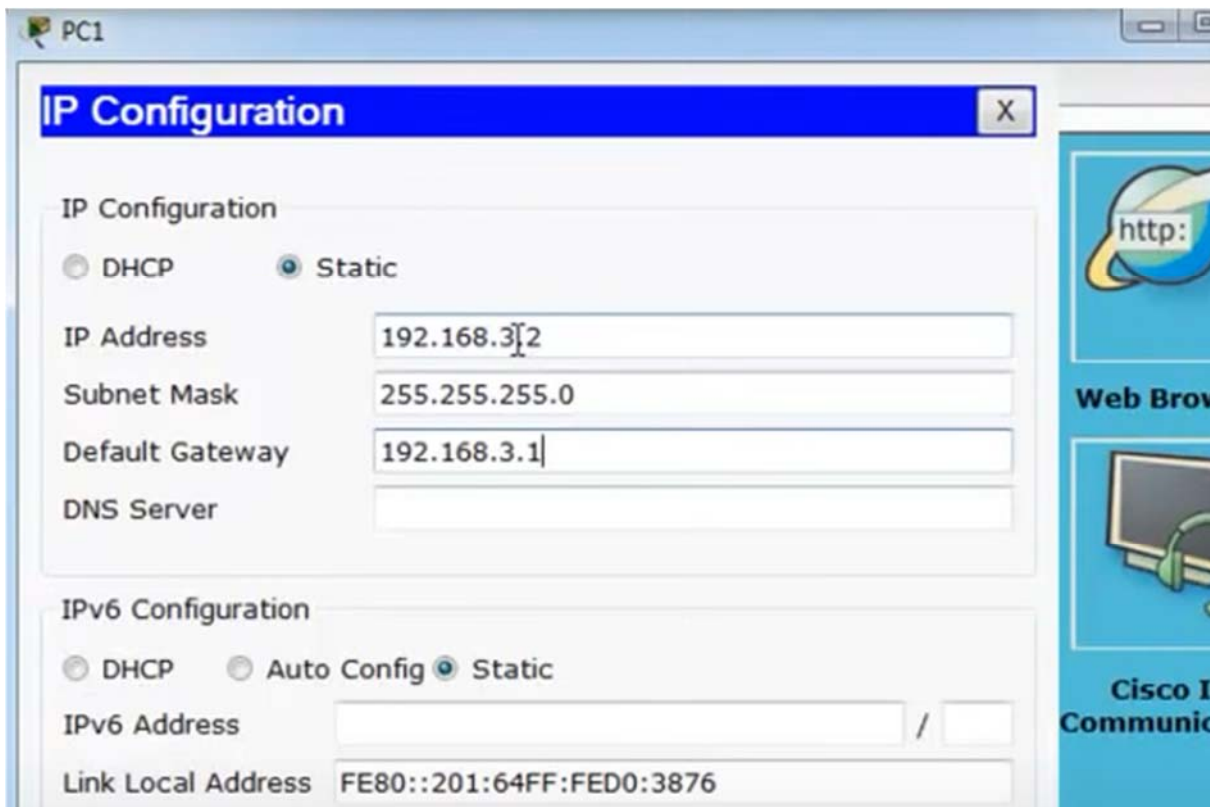 PC1
IP Configuration
X
IP Configuration
DHCP Static
IP Address 192.168.3.2
Subnet Mask 255.255.255.0
Default Gateway 192.168.3.1
DNS Server
IPv6 Configuration
DHCP Auto Config Static
IPv6 Address /
Link Local Address FE80::201:64FF:FED0:3876
http:
Web Brow
Cisco I
Communic